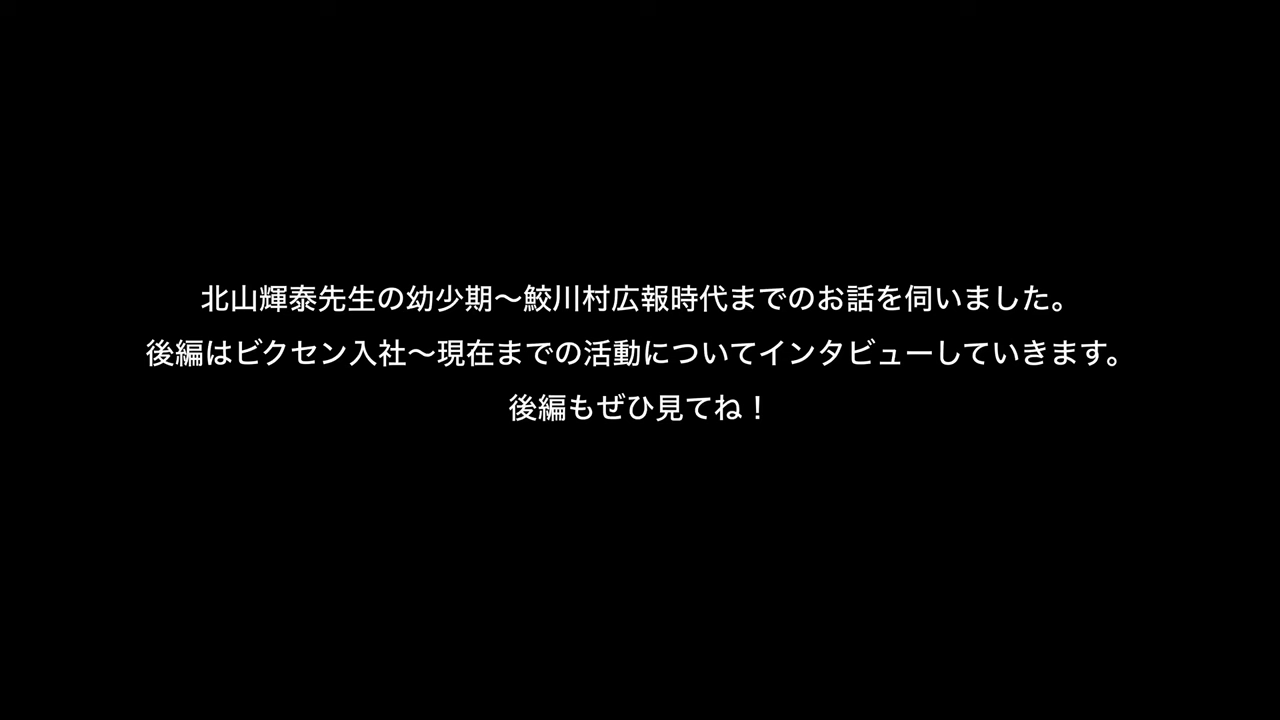 北山輝泰先生の幼少期〜鮫川村広報時代までのお話を伺いました。
後編はビクセン入社〜現在までの活動についてインタビューしていきます。
後編もぜひ見てね！